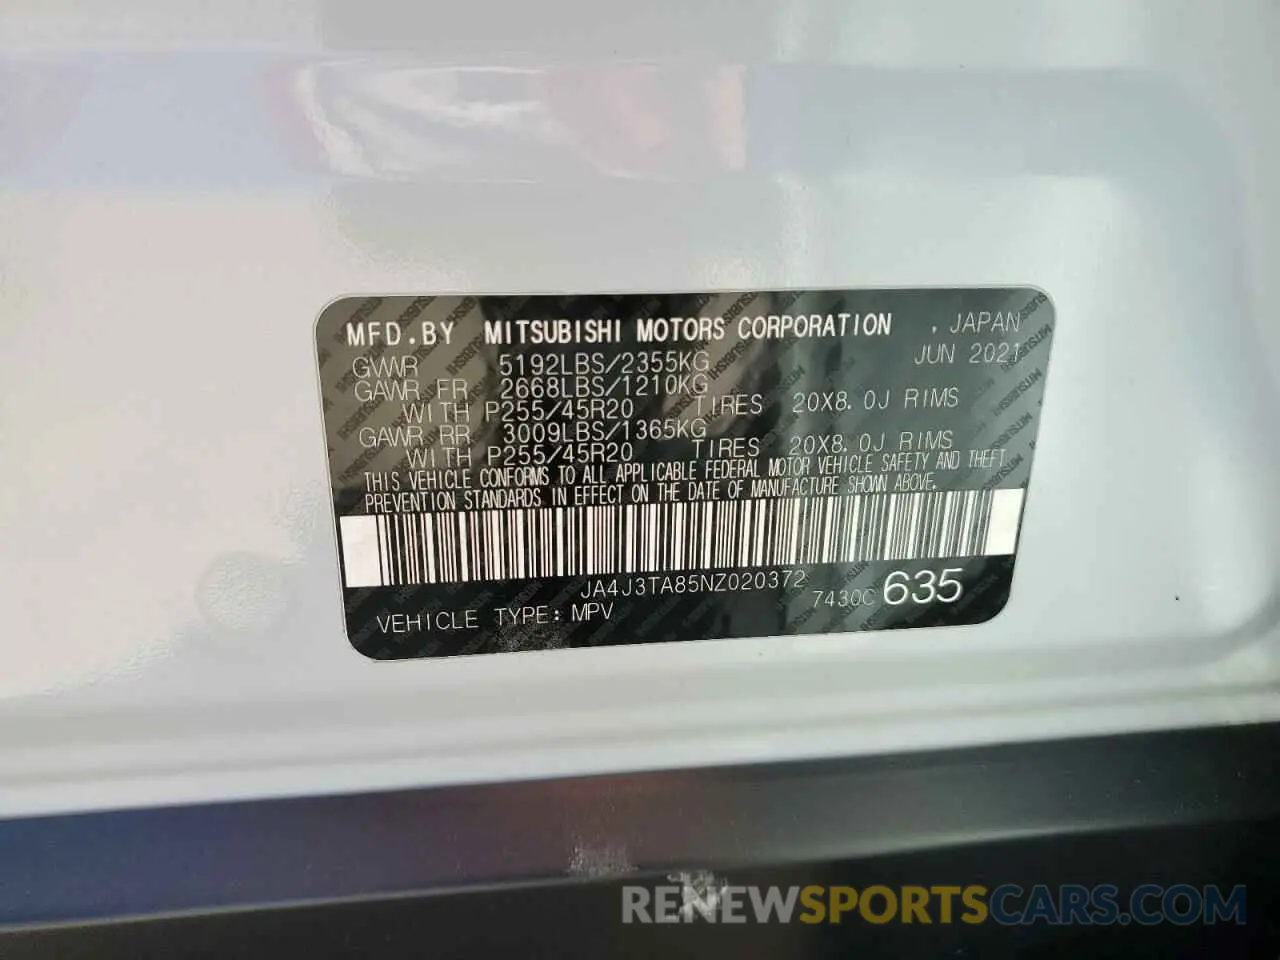 MFD.BY MITSUBISHI MOTORS CORPORATION . JAPAN
GVWR 5192LBS/2355KG JUN 2021
GAWR FR 2668LBS/1210KG
WITH P255/45R20 TIRES 20X8.0J RIMS
GAWR RR 3009LBS/1365KG
WITH P255/45R20 TIRES 20X8.0J RIMS
THIS VEHICLE CONFORMS TO ALL APPLICABLE FEDERAL MOTOR VEHICLE SAFETY AND THEFT
PREVENTION STANDARDS IN EFFECT ON THE DATE OF MANUFACTURE SHOWN ABOVE.
JA4J3TA85NZ020372
VEHICLE TYPE: MPV 7430C 635
RENEWSPORTSCARS.COM